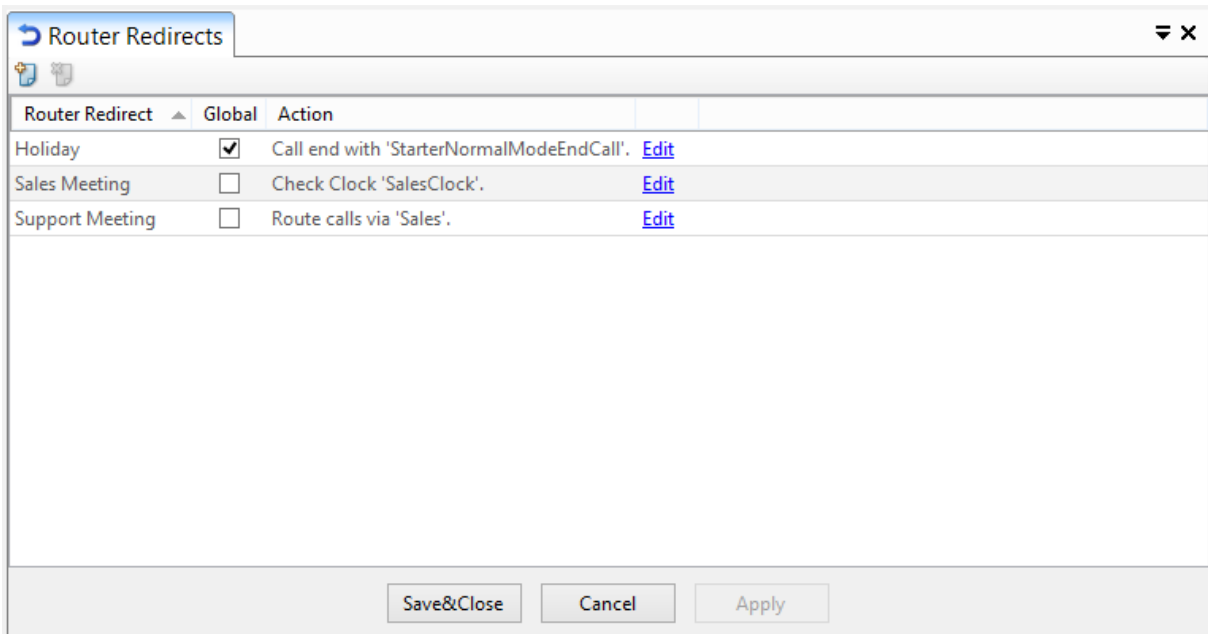 Router Redirects
Router Redirect Global Action
Holiday Call end with 'StarterNormalModeEndCall'. Edit
Sales Meeting Check Clock 'SalesClock'. Edit
Support Meeting Route calls via 'Sales'. Edit
Save&Close Cancel Apply